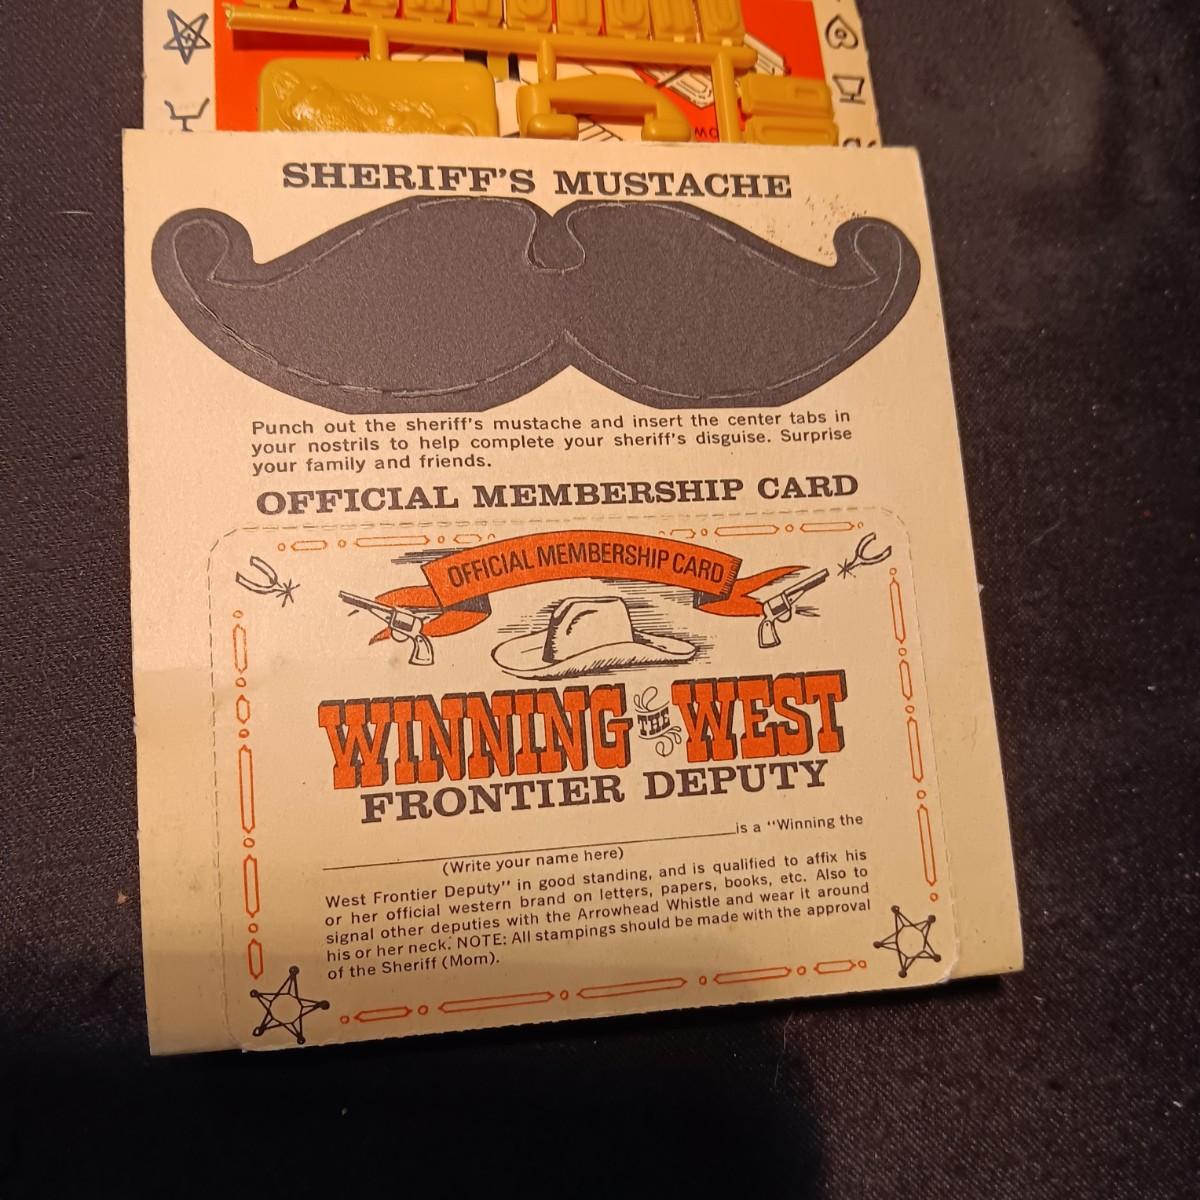 SHERIFF'S MUSTACHE
Punch out the sheriff's mustache and insert the center tabs in
your nostrils to help complete your sheriff's disguise. Surprise
your family and friends.
OFFICIAL MEMBERSHIP CARD
OFFICIAL MEMBERSHIP CARD
WINNING THE WEST
FRONTIER DEPUTY
is a "Winning the
(Write your name here)
West Frontier Deputy" in good standing, and is qualified to affix his
or her official western brand on letters, papers, books, etc. Also to
signal other deputies with the Arrowhead Whistle and wear it around
his or her neck. NOTE: All stampings should be made with the approval
of the Sheriff (Mom).